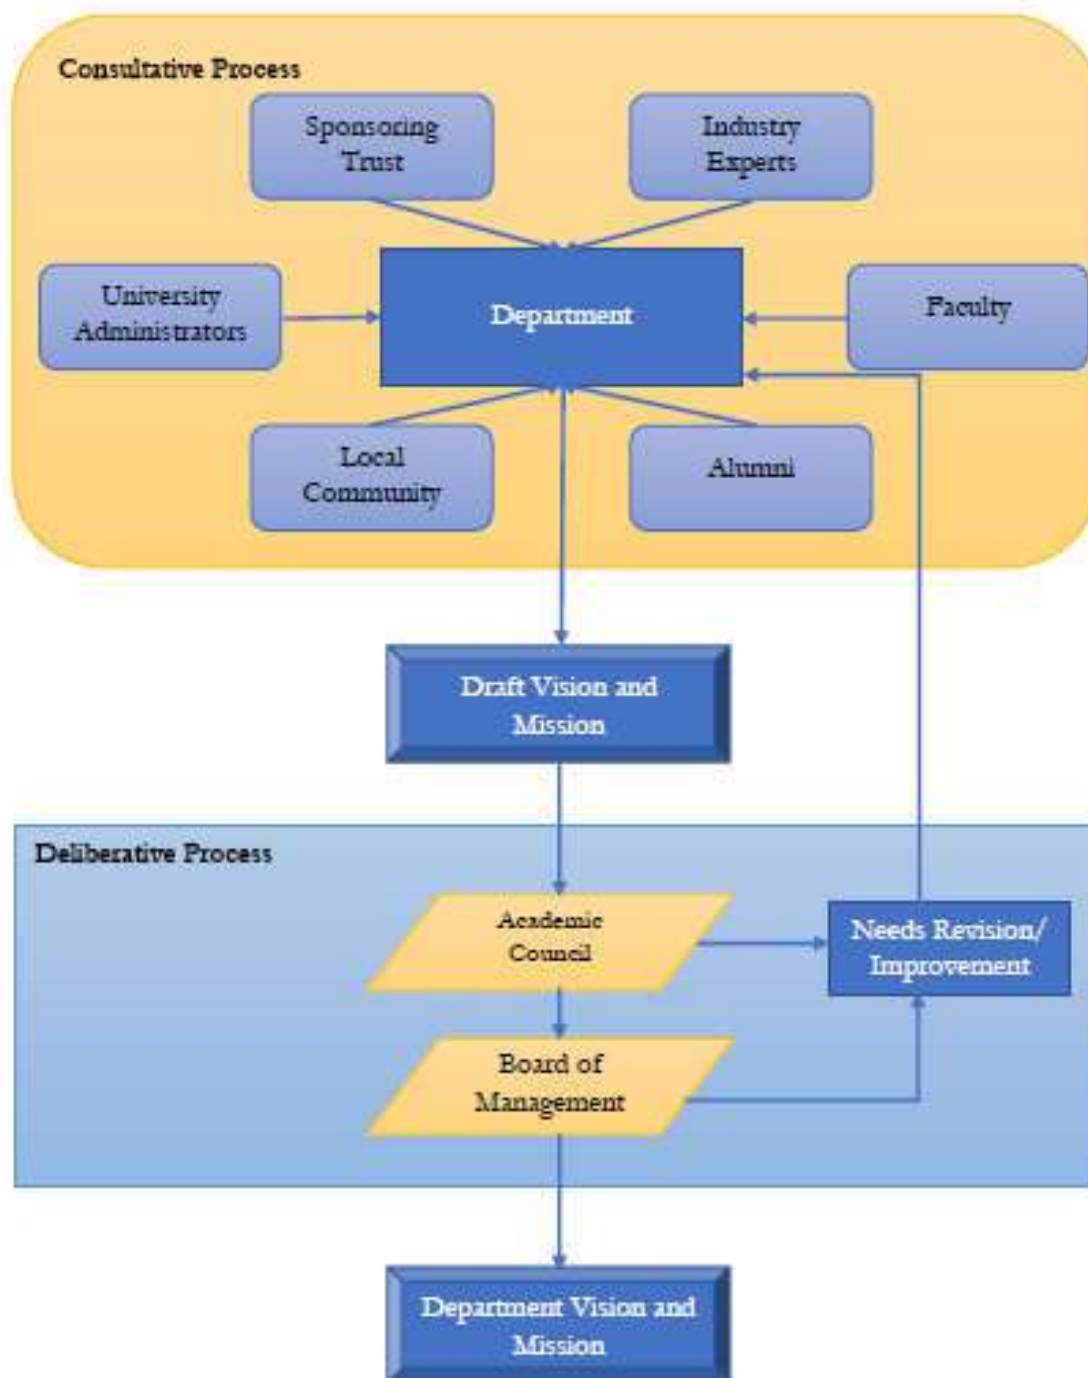 Consultative Process
Sponsoring
Trust
Industry
Experts
University
Administrators
Department
Faculty
Local
Community
Alumni
Draft Vision and
Mission
Deliberative Process
Academic
Council
Needs Revision/
Improvement
Board of
Management
Department Vision and
Mission